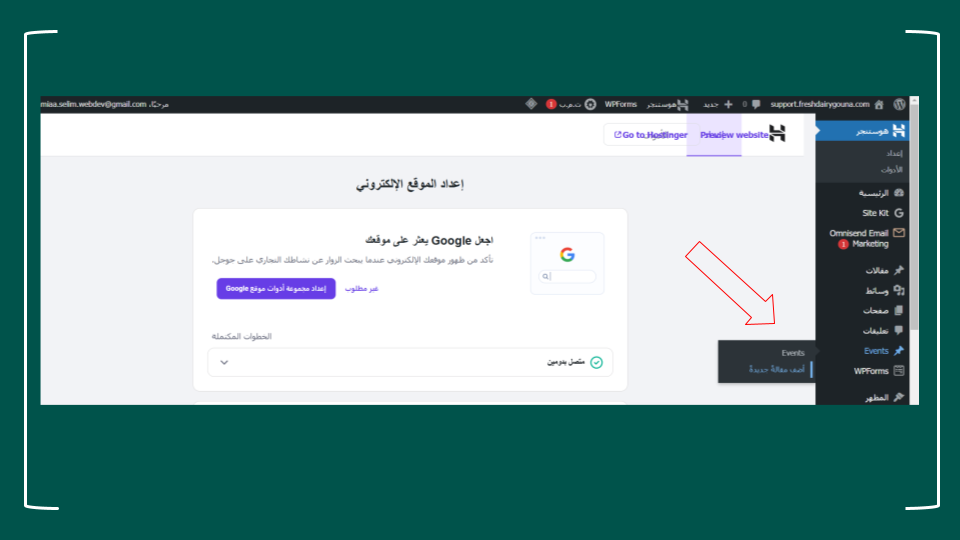 support.freshdairygouna.com
0
جديد
هوستنجر
WPForms
ت.م.ب
1
مرحبًا، miaa.selim.webdev@gmail.com
هوستنجر
إعداد
الأدوات
الرئيسية
Site Kit
Omnisend Email
Marketing 1
مقالات
وسائط
صفحات
تعليقات
Events
WPForms
المظهر
Events
أضف مقالة جديدة
Preview website
Go to Hostinger
إعداد الموقع الإلكتروني
اجعل Google يعثر على موقعك
تأكد من ظهور موقعك الإلكتروني عندما يبحث الزوار عن نشاطك التجاري على جوجل.
إعداد مجموعة أدوات موقع Google
غير مطلوب
الخطوات المكتملة
متصل بدومين